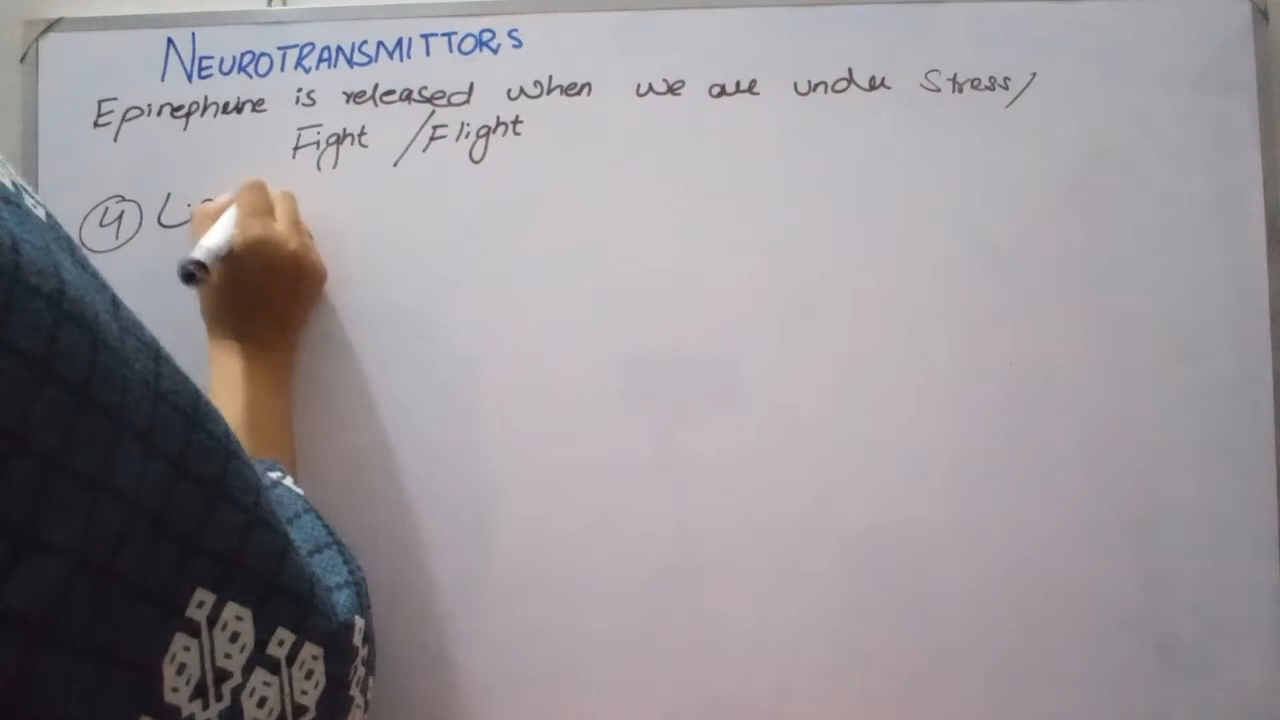 NEUROTRANSMITTORS
Epinephrine is released when we are under Stress/
Fight /Flight
4